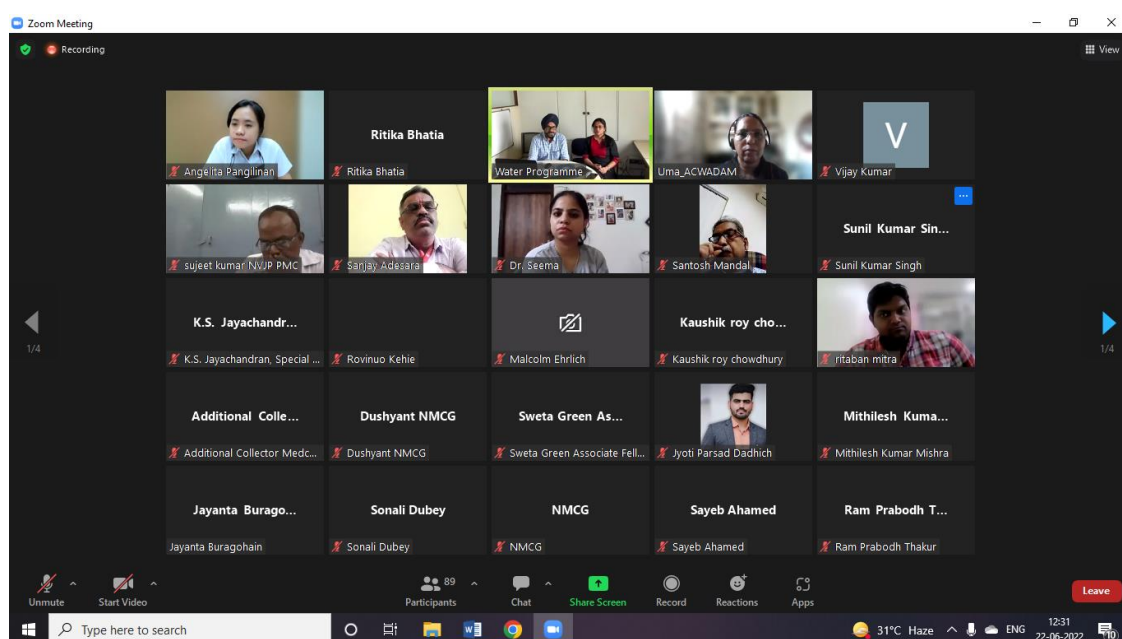 Zoom Meeting
Recording
View
Ritika Bhatia
V
Angelita Pangilinan
Ritika Bhatia
Water Programme
Uma_ACWADAM
Vijay Kumar
Sunil Kumar Sin...
sujeet kumar NVJP PMC
Sanjay Adesara
Dr. Seema
Santosh Mandal
Sunil Kumar Singh
K.S. Jayachandr...
Kaushik roy cho...
1/4
1/4
K.S. Jayachandran, Special ...
Rovinuo Kehie
Malcolm Ehrlich
Kaushik roy chowdhury
ritaban mitra
Additional Colle...
Dushyant NMCG
Sweta Green As...
Mithilesh Kuma...
Additional Collector Medc...
Dushyant NMCG
Sweta Green Associate Fell...
Jyoti Parsad Dadhich
Mithilesh Kumar Mishra
Jayanta Burago...
Sonali Dubey
NMCG
Sayeb Ahamed
Ram Prabodh T...
Jayanta Buragohain
Sonali Dubey
NMCG
Sayeb Ahamed
Ram Prabodh Thakur
89
Unmute
Start Video
Participants
Chat
Share Screen
Record
Reactions
Apps
Leave
Type here to search
31°C Haze
ENG
12:31
22-06-2022
10